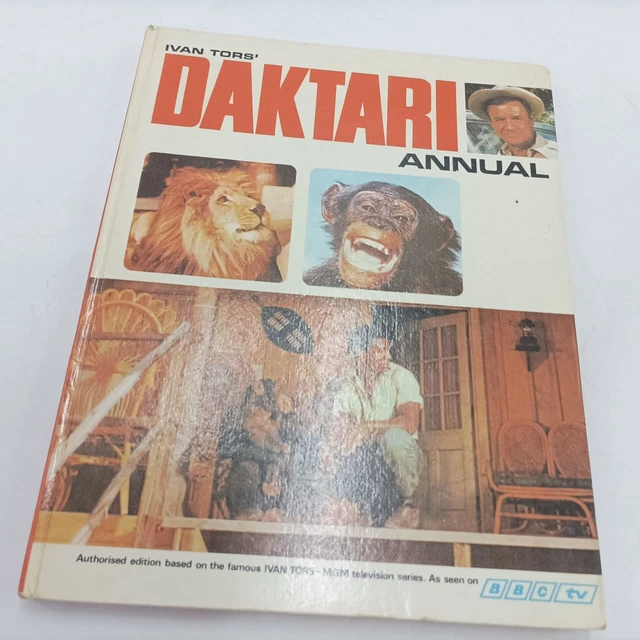 IVAN TORS'
DAKTARI
ANNUAL
Authorised edition based on the famous IVAN TORS - MGM television series. As seen on BBC tv